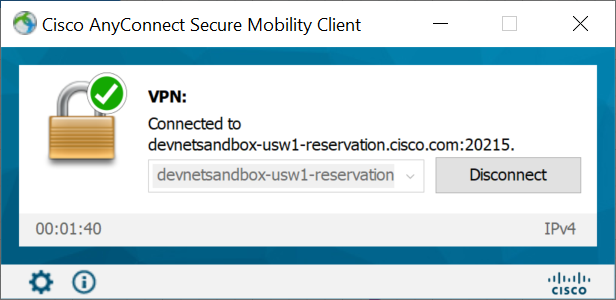 Cisco AnyConnect Secure Mobility Client
VPN:
Connected to
devnetsandbox-usw1-reservation.cisco.com:20215.
devnetsandbox-usw1-reservation
Disconnect
00:01:40
IPv4
CISCO